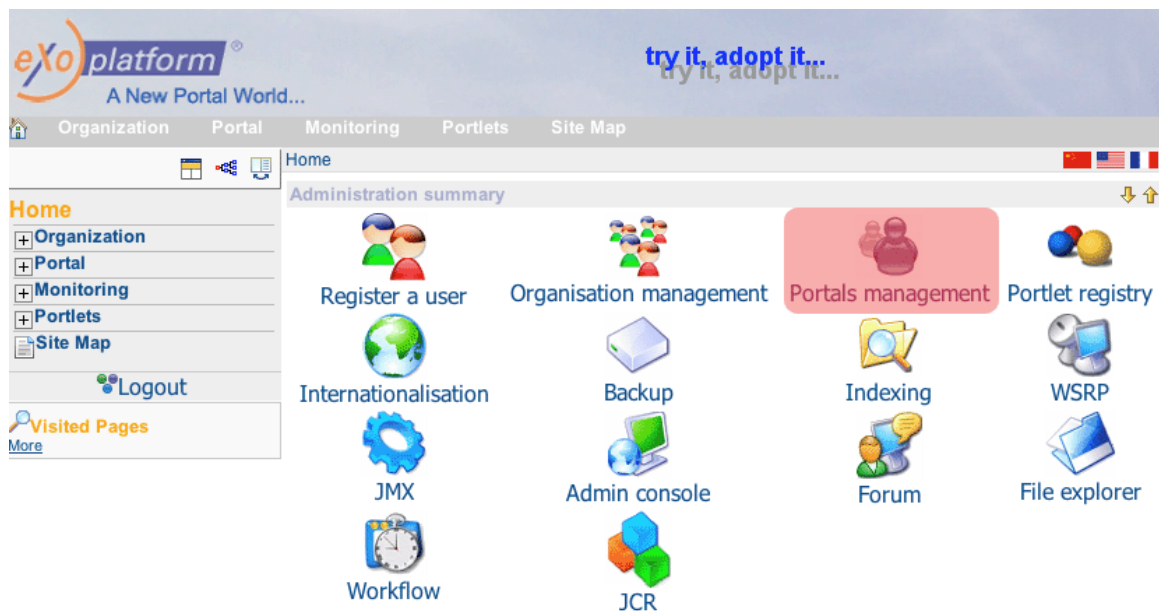 eXo platform ®
A New Portal World...
try it, adopt it...
try it, adopt it...
Organization Portal Monitoring Portlets Site Map
Home
Administration summary
Home
Organization
Portal
Monitoring
Portlets
Site Map
Logout
Visited Pages
More
Register a user Organisation management Portals management Portlet registry
Internationalisation Backup Indexing WSRP
JMX Admin console Forum File explorer
Workflow JCR